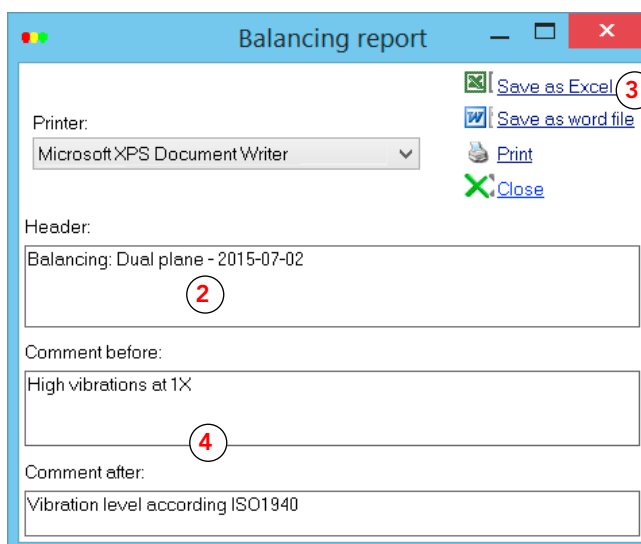 Balancing report
Save as Excel
3
Save as word file
Printer:
Microsoft XPS Document Writer
Print
Close
Header:
Balancing: Dual plane - 2015-07-02
2
Comment before:
High vibrations at 1X
4
Comment after:
Vibration level according ISO1940